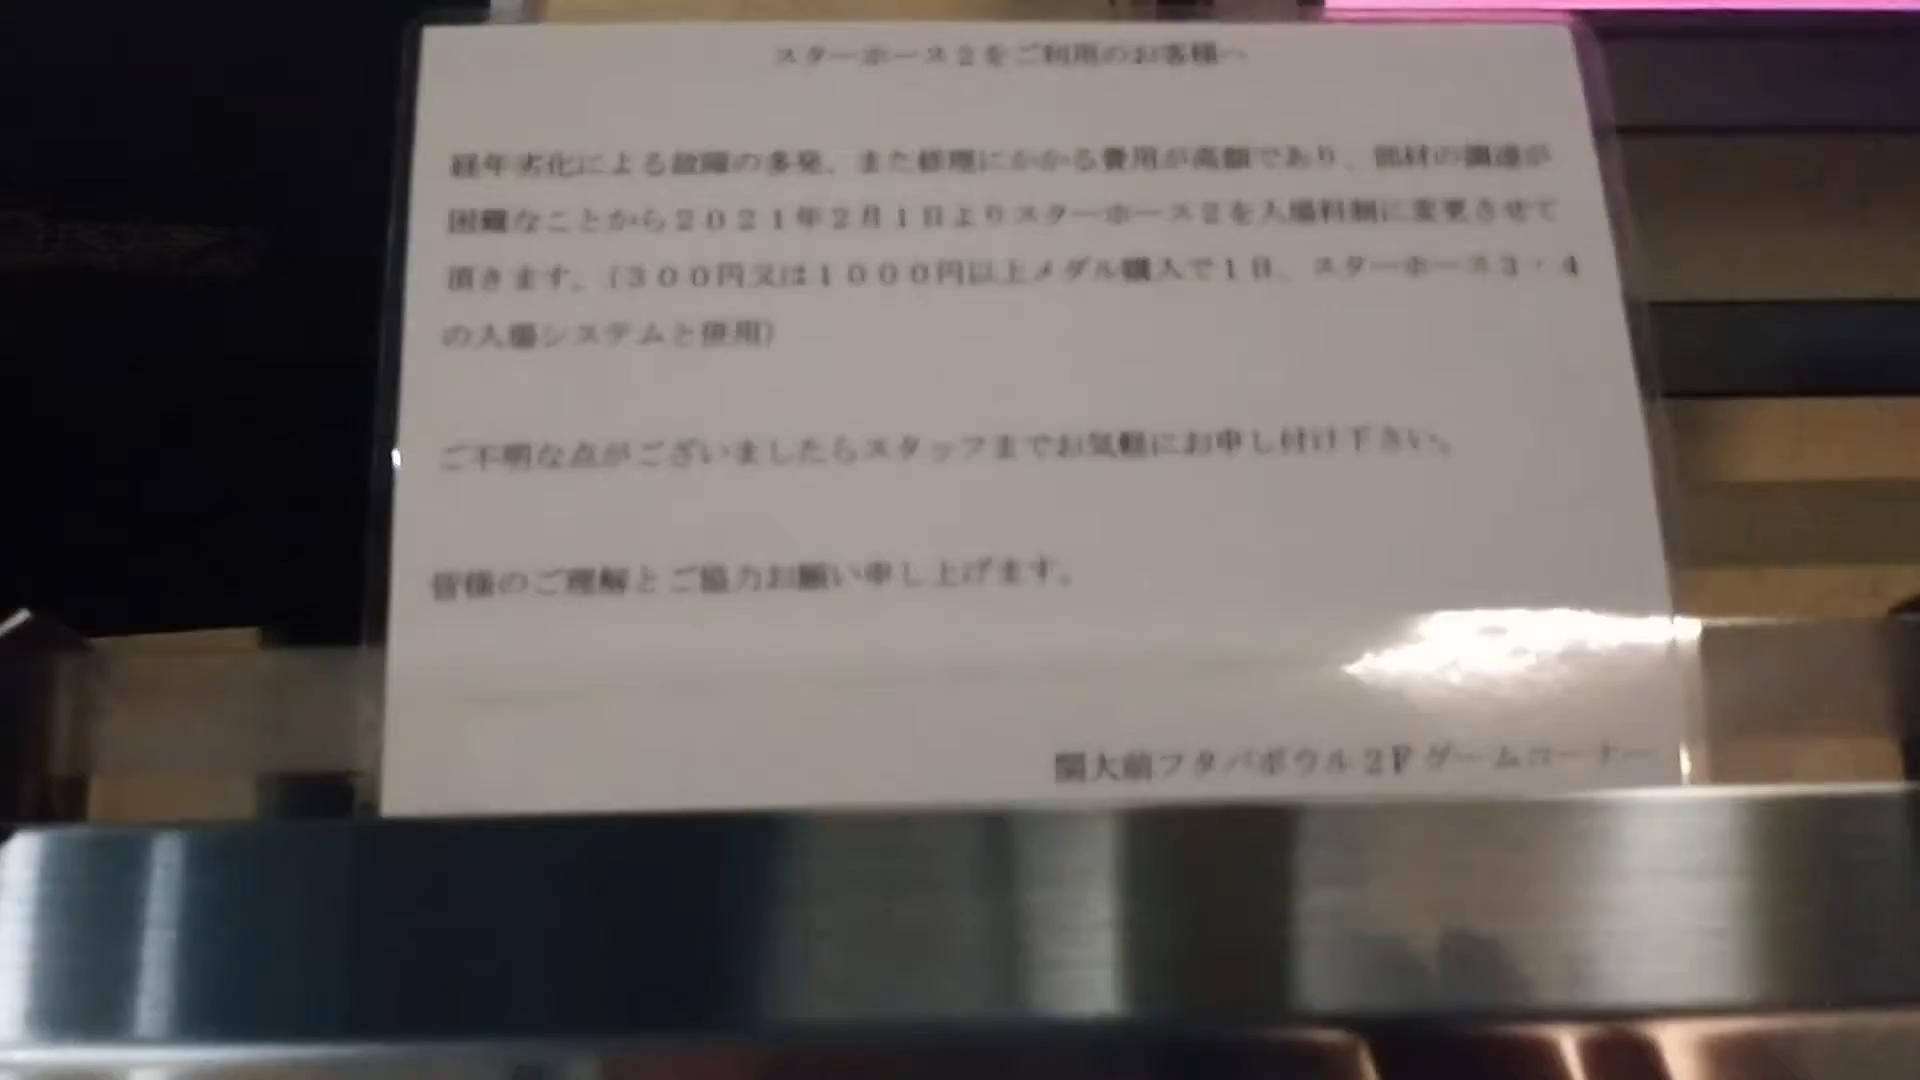 スターホース２をご利用のお客様へ
経年劣化による故障の多発、また修理にかかる費用が高額であり、部材の調達が
困難なことから２０２１年２月１日よりスターホース２を入場料制に変更させて
頂きます。（３００円又は１０００円以上メダル購入で１日、スターホース３・４
の入場システムと併用）
ご不明な点がございましたらスタッフまでお気軽にお申し付け下さい。
皆様のご理解とご協力お願い申し上げます。
関大前フタバボウル２Ｆゲームコーナー